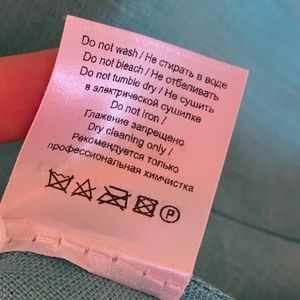 Do not wash / Не стирать в воде
Do not bleach / Не отбеливать
Do not tumble dry / Не сушить
в электрической сушилке
Do not Iron /
Глажение запрещено
Dry cleaning only /
Рекомендуется только
профессиональная химчистка
P